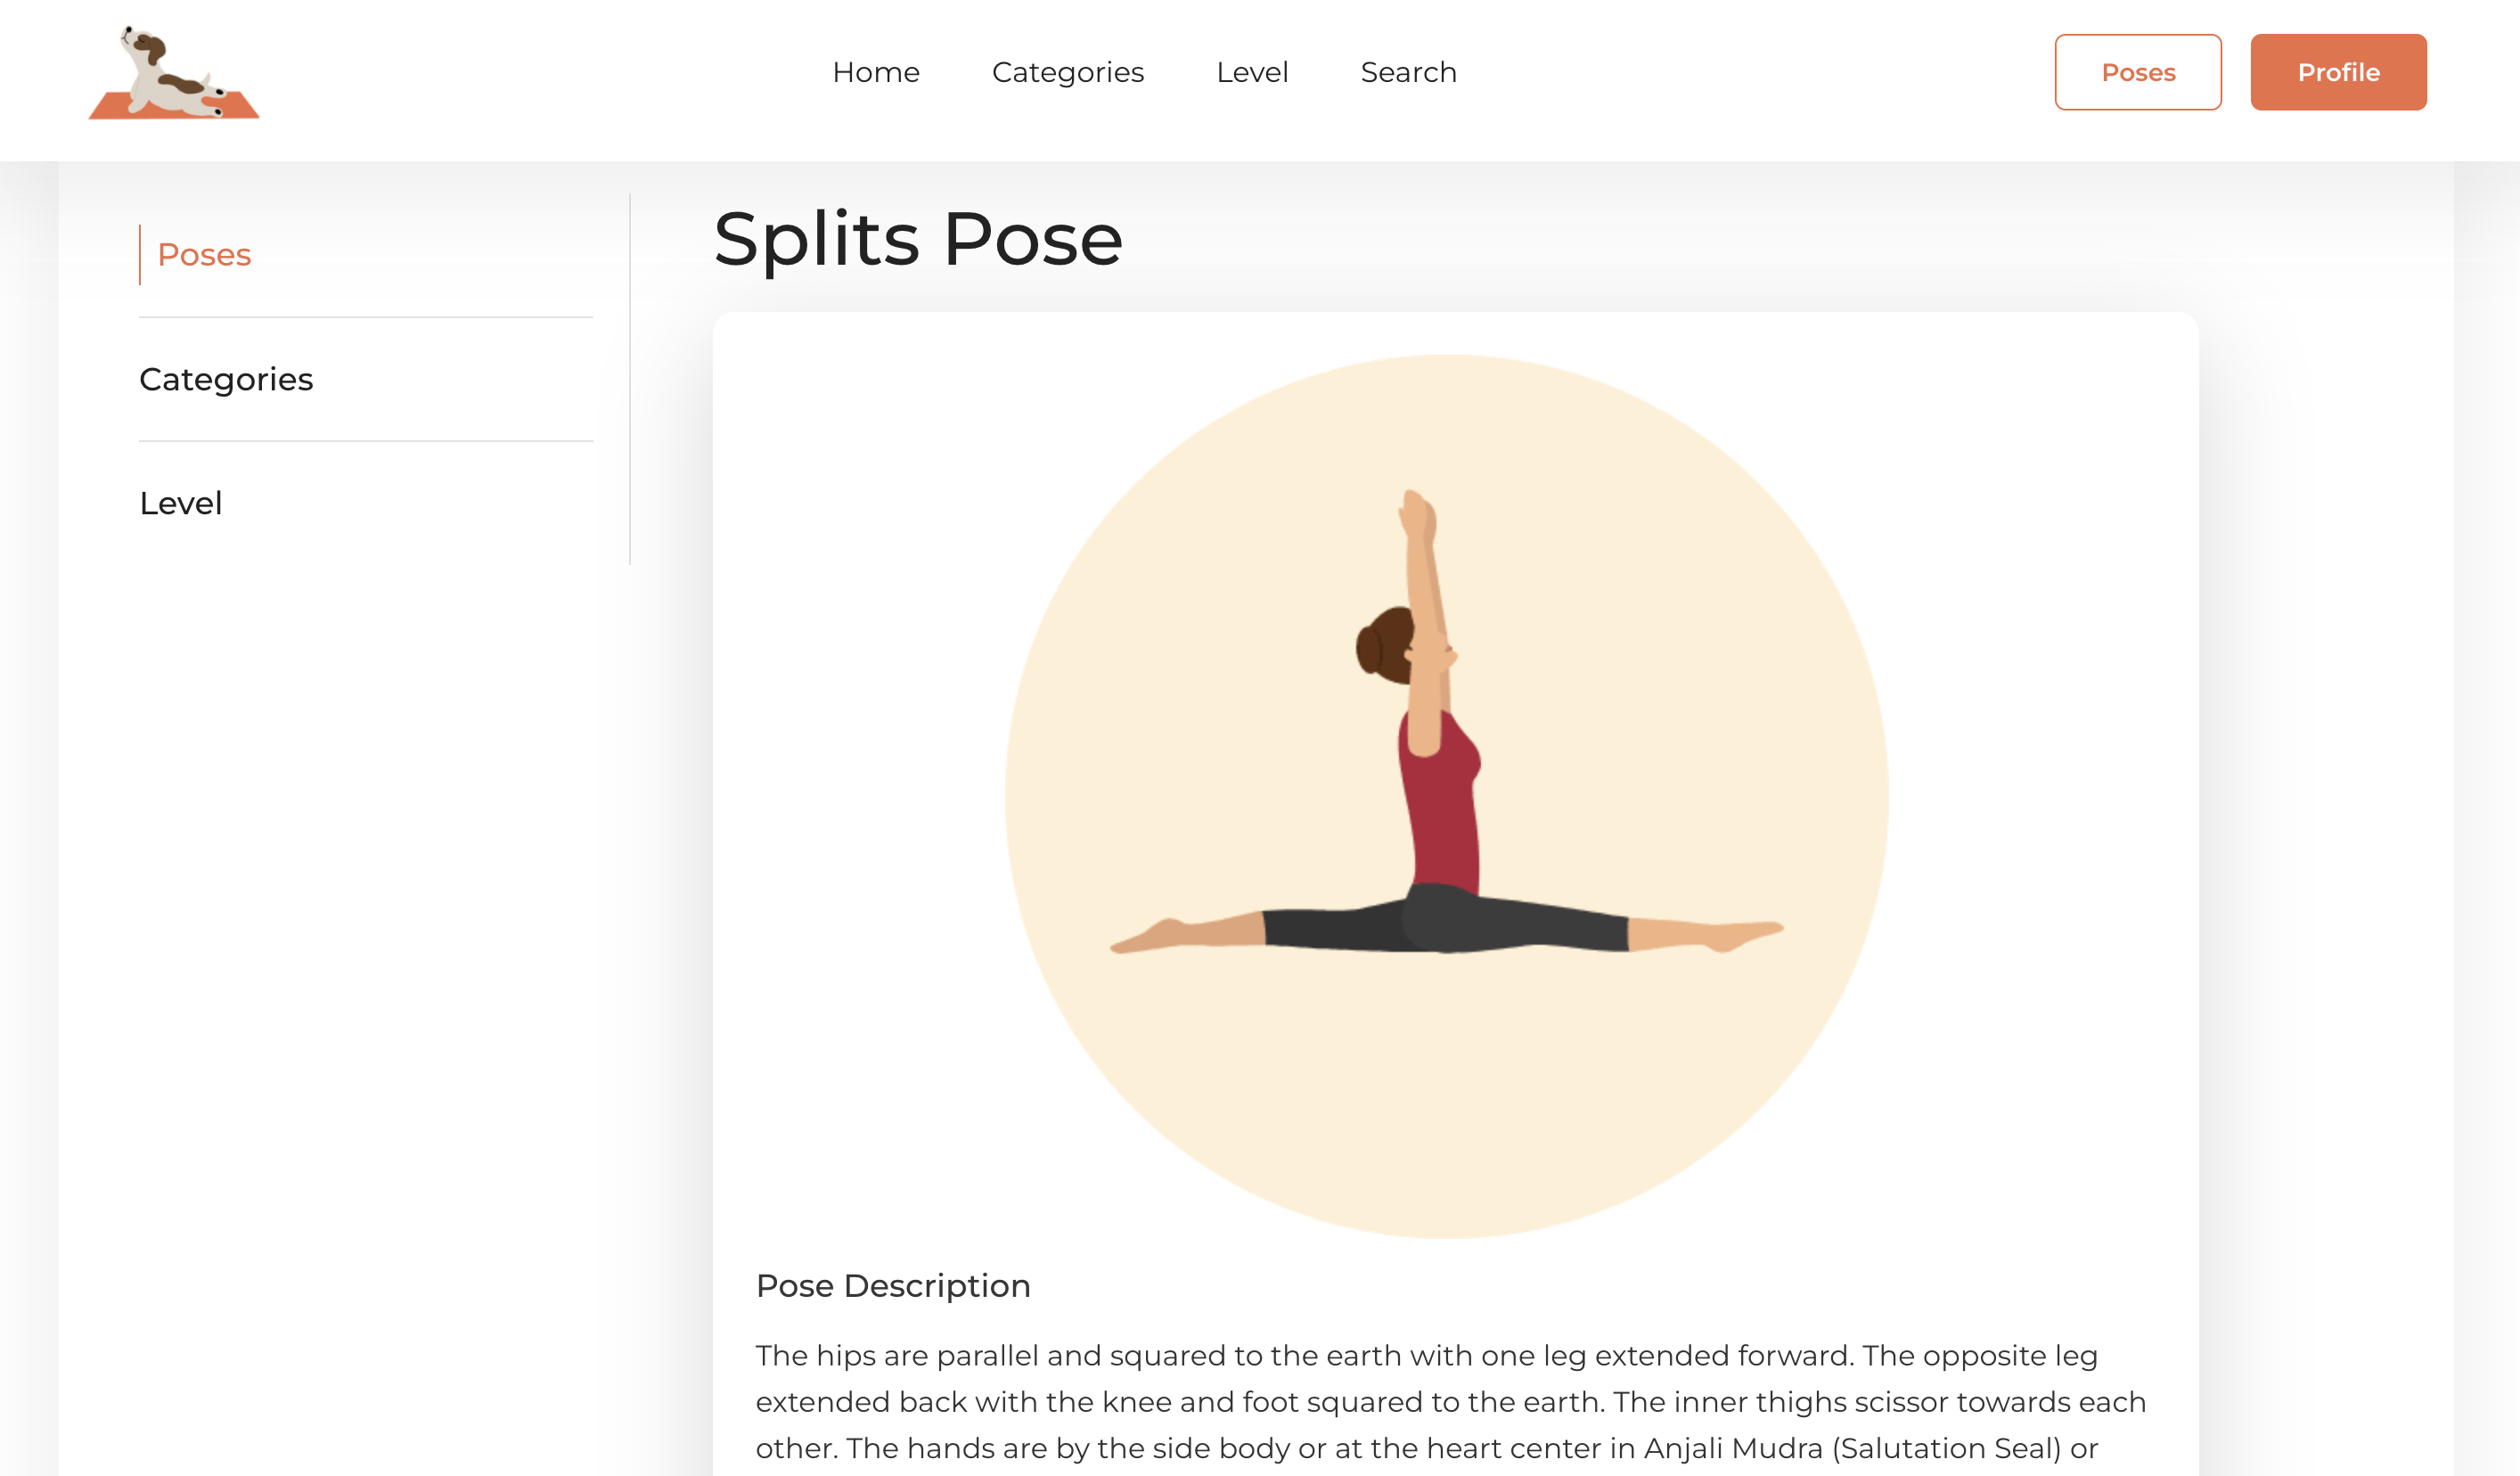 Home
Categories
Level
Search
Poses
Profile
Poses
Categories
Level
Splits Pose
Pose Description
The hips are parallel and squared to the earth with one leg extended forward. The opposite leg
extended back with the knee and foot squared to the earth. The inner thighs scissor towards each
other. The hands are by the side body or at the heart center in Anjali Mudra (Salutation Seal) or